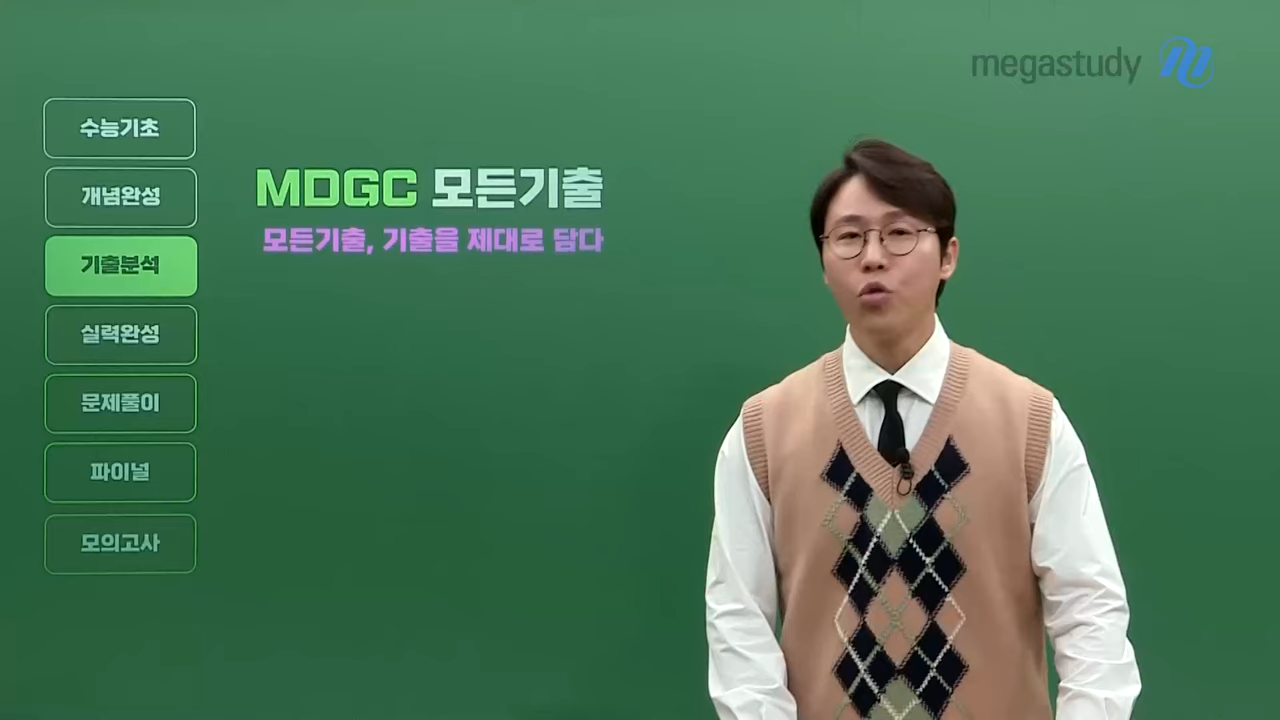 megastudy
수능기초
개념완성
기출분석
실력완성
문제풀이
파이널
모의고사
MDGC 모든기출
모든기출, 기출을 제대로 담다